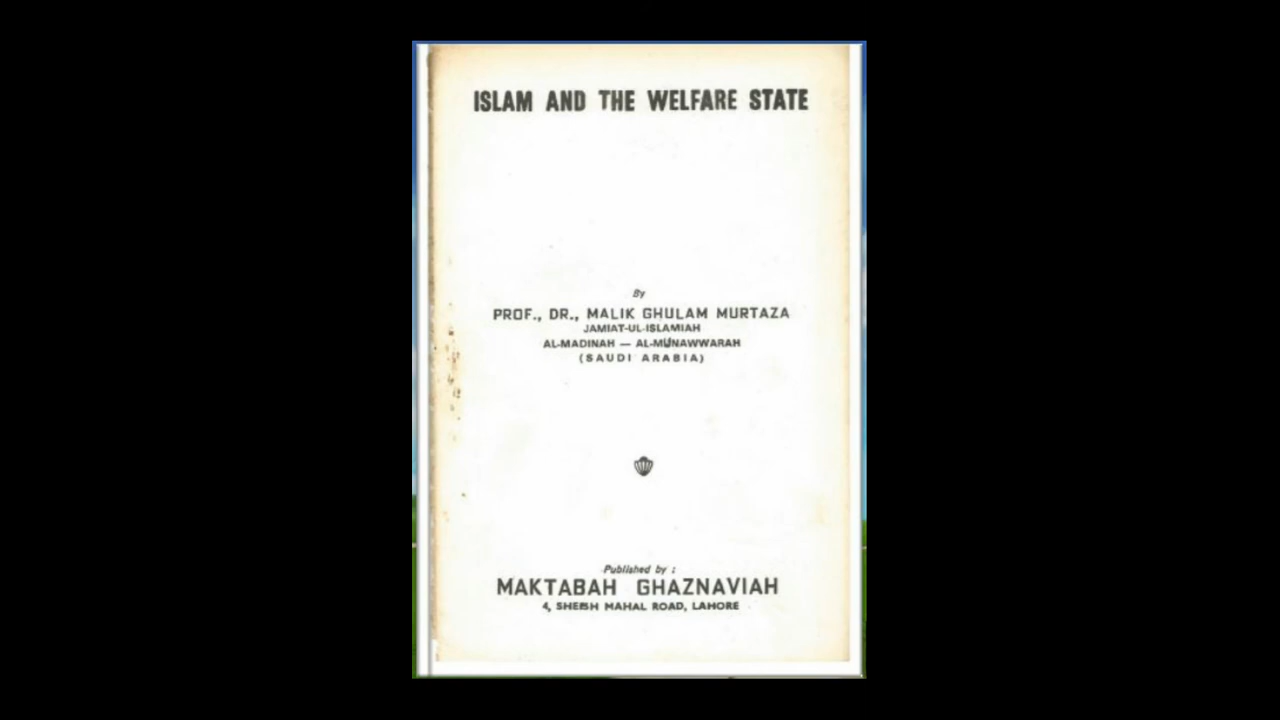 ISLAM AND THE WELFARE STATE
By
PROF., DR., MALIK GHULAM MURTAZA
JAMIAT-UL-ISLAMIAH
AL-MADINAH — AL-MUNAWWARAH
(SAUDI ARABIA)
Published by :
MAKTABAH GHAZNAVIAH
4, SHEESH MAHAL ROAD, LAHORE